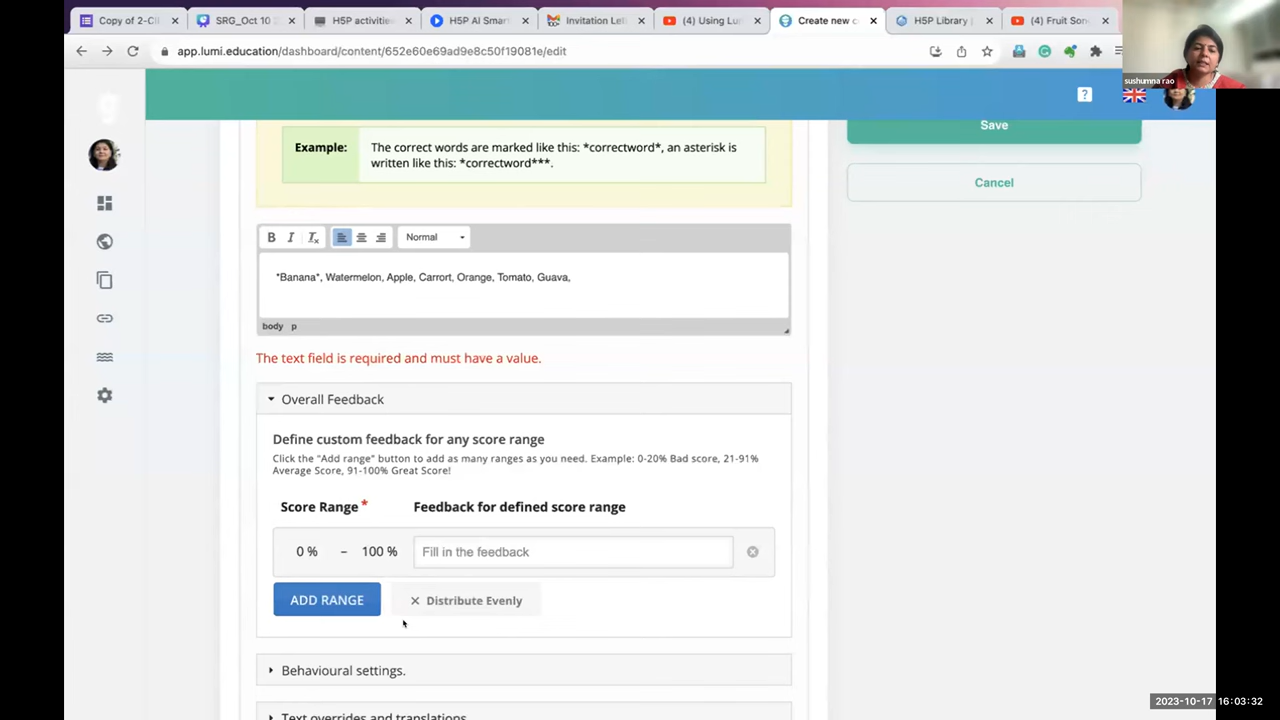 Copy of 2-Cli
SRG_Oct 10
H5P activities
H5P AI Smar
Invitation Let
(4) Using Lu
Create new c
H5P Library
(4) Fruit Son
app.lumi.education/dashboard/content/652e60e69ad9e8c50f19081e/edit
sushumna rao
?
Save
Example:
The correct words are marked like this: *correctword*, an asterisk is
written like this: *correctword***.
Cancel
B I Tx Normal
*Banana*, Watermelon, Apple, Carrort, Orange, Tomato, Guava,
body p
The text field is required and must have a value.
Overall Feedback
Define custom feedback for any score range
Click the "Add range" button to add as many ranges as you need. Example: 0-20% Bad score, 21-91%
Average Score, 91-100% Great Score!
Score Range * Feedback for defined score range
0 % – 100 % Fill in the feedback
ADD RANGE Distribute Evenly
Behavioural settings.
Text overrides and translations
2023-10-17 16:03:32